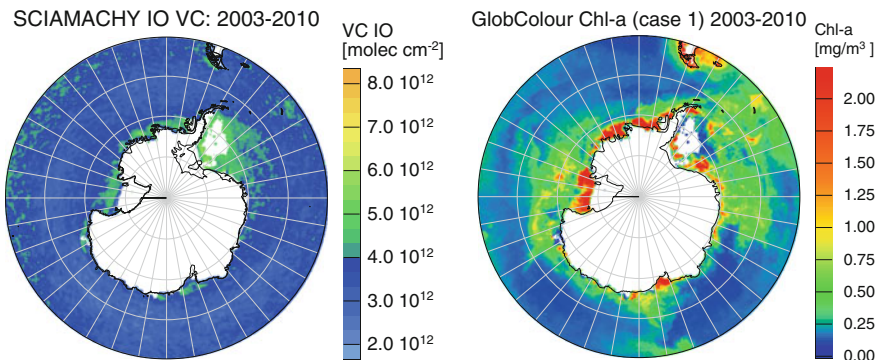 SCIAMACHY IO VC: 2003-2010
VC IO
[molec cm-2]
8.0 10¹²
7.0 10¹²
6.0 10¹²
5.0 10¹²
4.0 10¹²
3.0 10¹²
2.0 10¹²
GlobColour Chl-a (case 1) 2003-2010
Chl-a
[mg/m³]
2.00
1.75
1.50
1.25
1.00
0.75
0.50
0.25
0.00